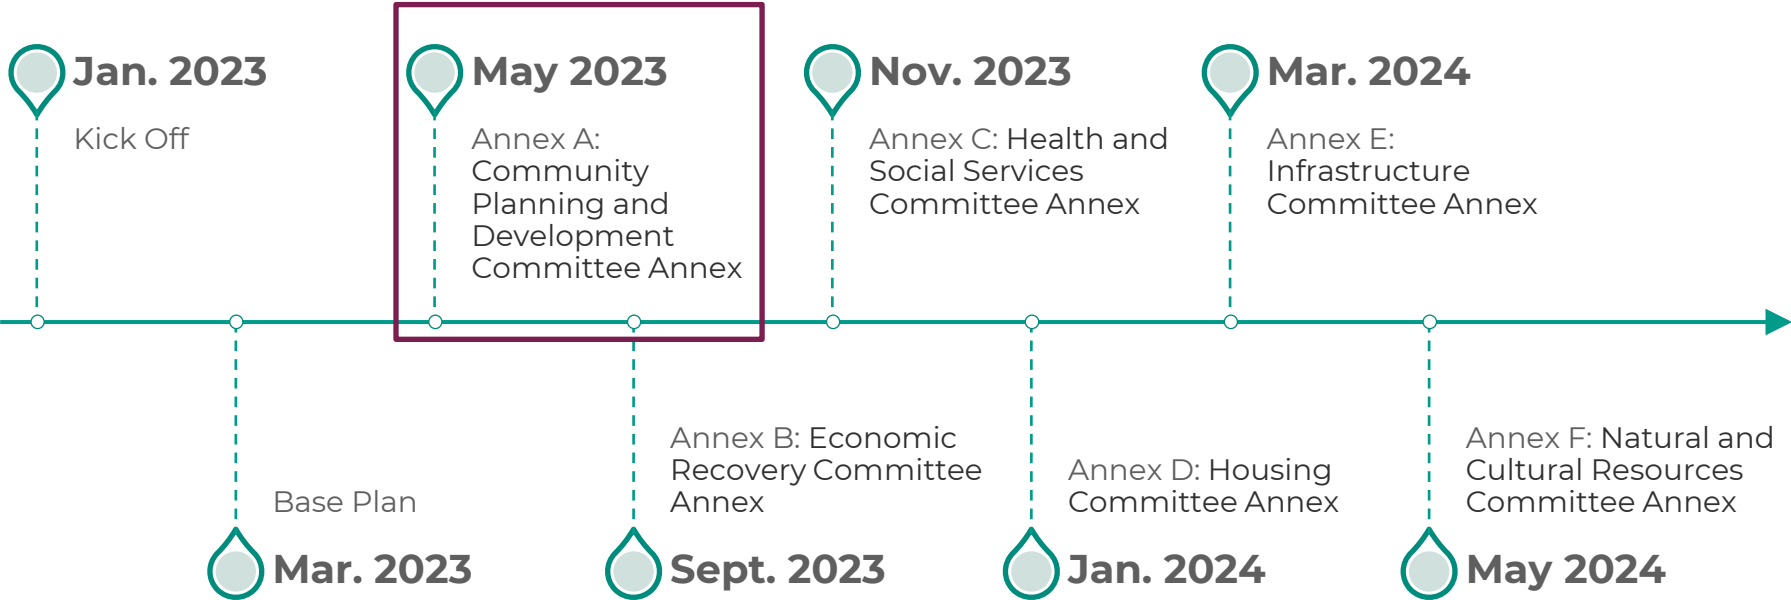 Jan. 2023
Kick Off
May 2023
Annex A:
Community
Planning and
Development
Committee Annex
Nov. 2023
Annex C: Health and
Social Services
Committee Annex
Mar. 2024
Annex E:
Infrastructure
Committee Annex
Base Plan
Mar. 2023
Annex B: Economic
Recovery Committee
Annex
Sept. 2023
Annex D: Housing
Committee Annex
Jan. 2024
Annex F: Natural and
Cultural Resources
Committee Annex
May 2024